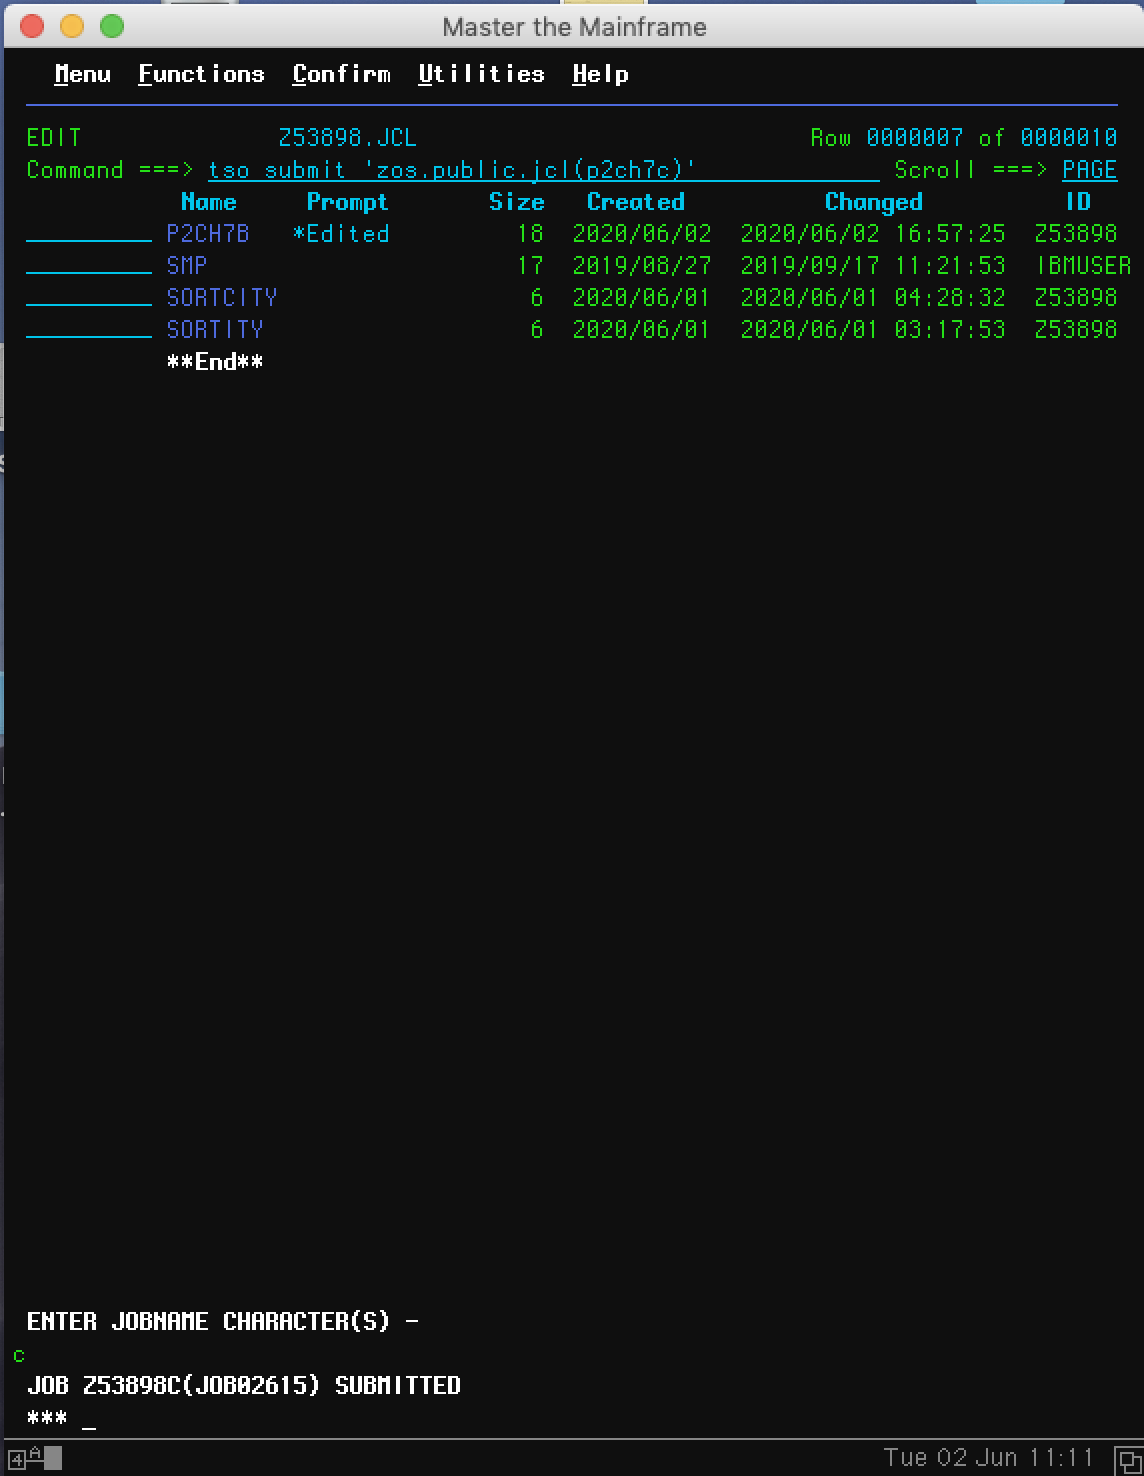 Master the Mainframe
Menu Functions Confirm Utilities Help
EDIT Z53898.JCL Row 0000007 of 0000010
Command ===> tso submit 'zos.public.jcl(p2ch7c)' Scroll ===> PAGE
Name Prompt Size Created Changed ID
P2CH7B *Edited 18 2020/06/02 2020/06/02 16:57:25 Z53898
SMP 17 2019/08/27 2019/09/17 11:21:53 IBMUSER
SORTCITY 6 2020/06/01 2020/06/01 04:28:32 Z53898
SORTITY 6 2020/06/01 2020/06/01 03:17:53 Z53898
**End**
ENTER JOBNAME CHARACTER(S) -
c
JOB Z53898C(JOB02615) SUBMITTED
*** _
4 A Tue 02 Jun 11:11